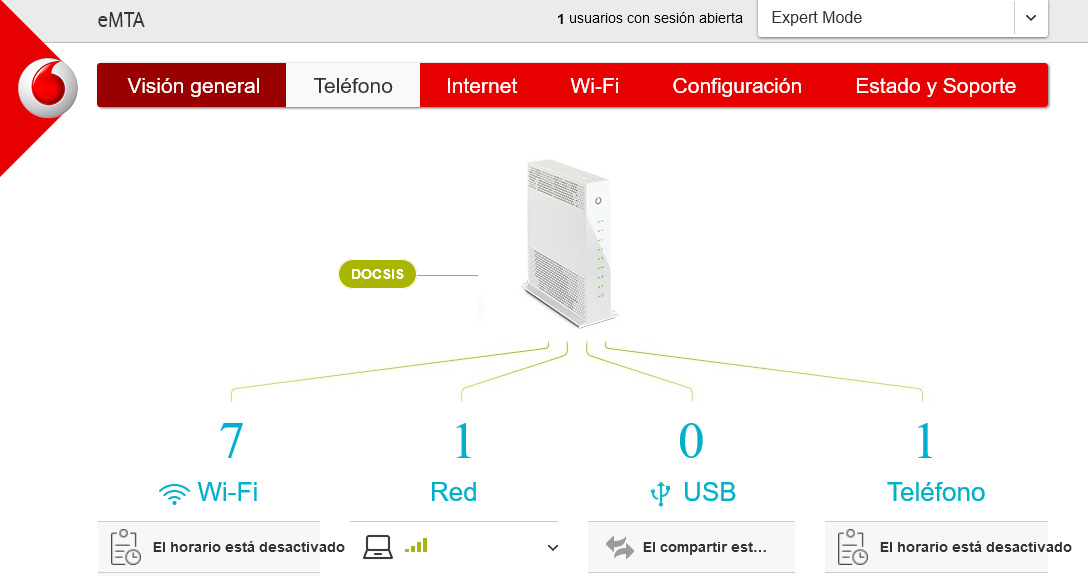 eMTA
1 usuarios con sesión abierta
Expert Mode
Visión general
Teléfono
Internet
Wi-Fi
Configuración
Estado y Soporte
DOCSIS
7
1
0
1
Wi-Fi
Red
USB
Teléfono
El horario está desactivado
El compartir est...
El horario está desactivado